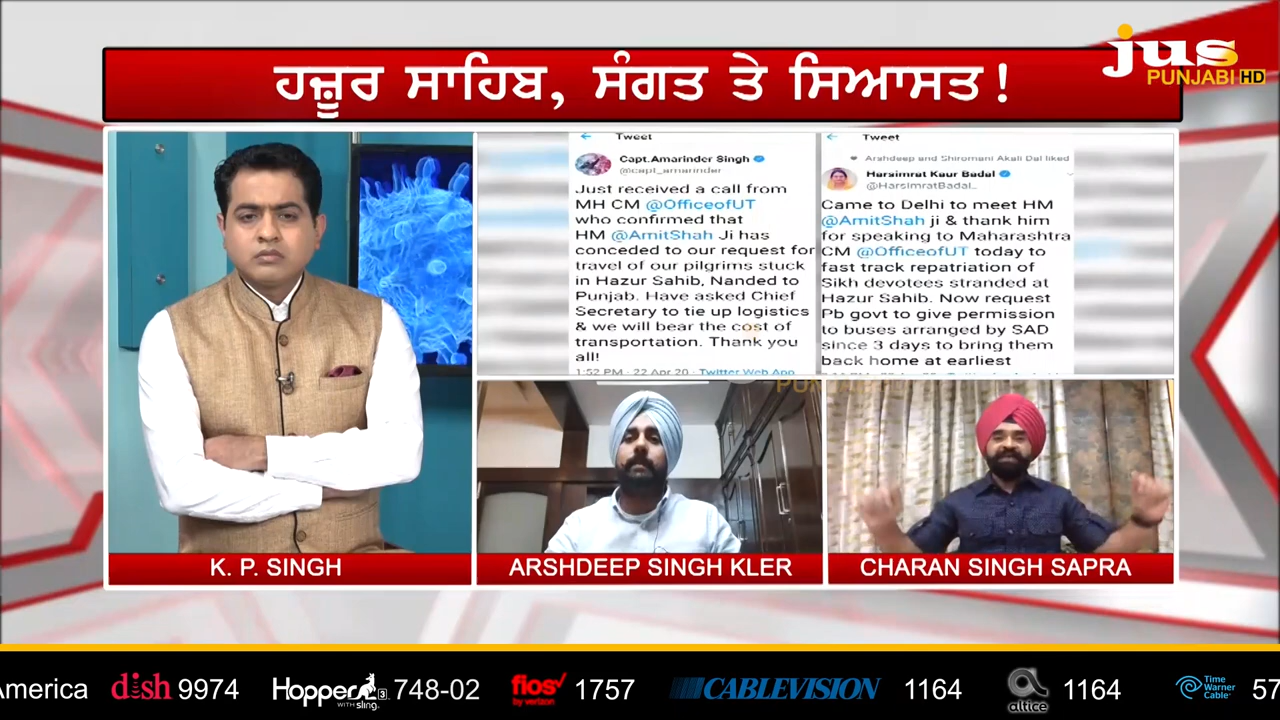 jus
PUNJABI HD
ਹਜ਼ੂਰ ਸਾਹਿਬ, ਸੰਗਤ ਤੇ ਸਿਆਸਤ!
Tweet
Capt.Amarinder Singh
@capt_amarinder
Just received a call from
MH CM @OfficeofUT
who confirmed that
HM @AmitShah Ji has
conceded to our request for
travel of our pilgrims stuck
in Hazur Sahib, Nanded to
Punjab. Have asked Chief
Secretary to tie up logistics
& we will bear the cost of
transportation. Thank you
all!
1:52 PM · 22 Apr 20 · Twitter Web App
Tweet
Arshdeep and Shiromani Akali Dal liked
Harsimrat Kaur Badal
@HarsimratBadal_
Came to Delhi to meet HM
@AmitShah ji & thank him
for speaking to Maharashtra
CM @OfficeofUT today to
fast track repatriation of
Sikh devotees stranded at
Hazur Sahib. Now request
Pb govt to give permission
to buses arranged by SAD
since 3 days to bring them
back home at earliest
K. P. SINGH
ARSHDEEP SINGH KLER
CHARAN SINGH SAPRA
America dish 9974 Hopper 3 WITH sling. 748-02 fios by verizon 1757 CABLEVISION 1164 altice 1164 Time Warner Cable 57